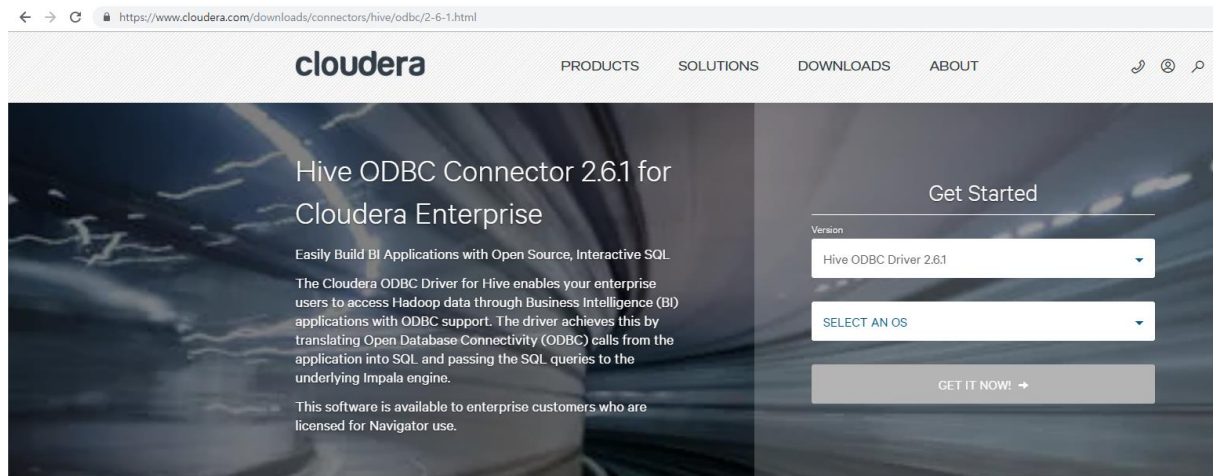 https://www.cloudera.com/downloads/connectors/hive/odbc/2-6-1.html
cloudera
PRODUCTS SOLUTIONS DOWNLOADS ABOUT
Hive ODBC Connector 2.6.1 for
Cloudera Enterprise
Easily Build BI Applications with Open Source, Interactive SQL
The Cloudera ODBC Driver for Hive enables your enterprise
users to access Hadoop data through Business Intelligence (BI)
applications with ODBC support. The driver achieves this by
translating Open Database Connectivity (ODBC) calls from the
application into SQL and passing the SQL queries to the
underlying Impala engine.
This software is available to enterprise customers who are
licensed for Navigator use.
Get Started
Version
Hive ODBC Driver 2.6.1
SELECT AN OS
GET IT NOW! →